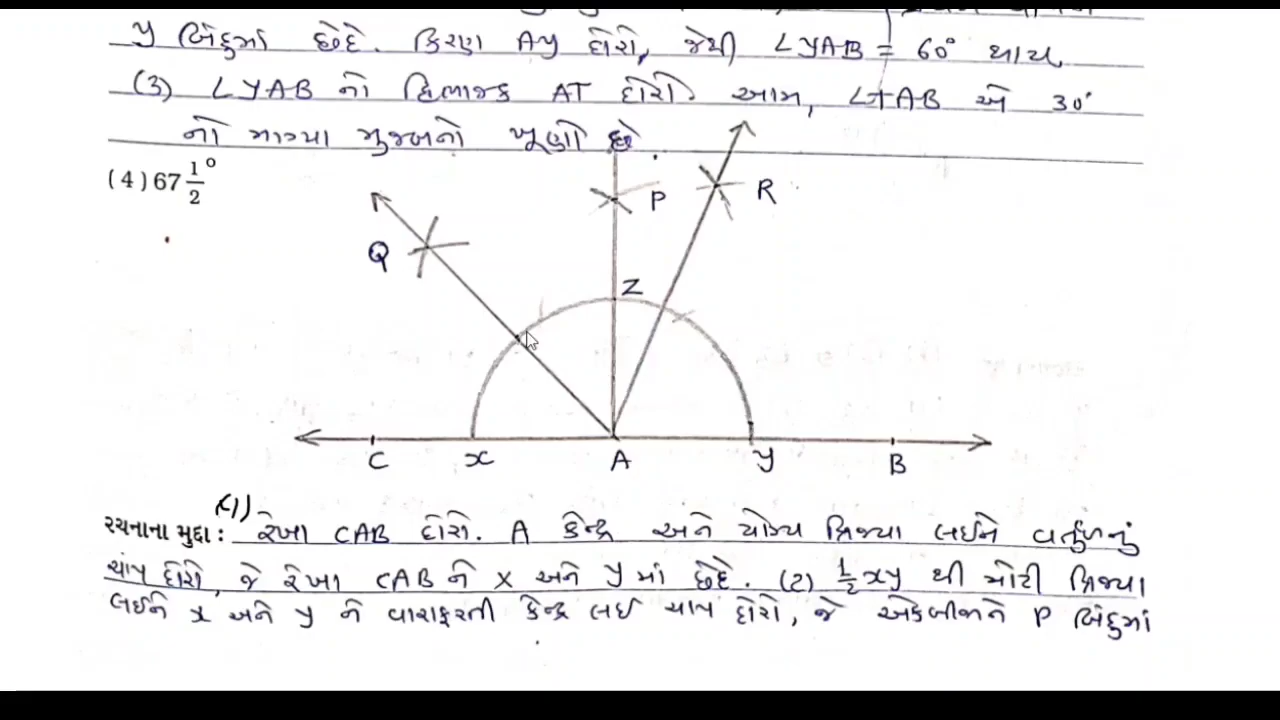 y બિંદુમાં છેદે. કિરણ Ay દોરો, જેથી ∠YAB = 60° થાય
(૩) ∠YAB નો દ્વિભાજક AT દોરો. આમ, ∠TAB એ 30°
નો માગ્યા મુજબનો ખૂણો છે.
(4) 67 1/2°
P
R
Q
Z
C x A y B
(1)
રચનાના મુદ્દા : રેખા CAB દોરો. A કેન્દ્ર અને યોગ્ય ત્રિજ્યા લઈને વર્તુળનું
ચાપ દોરો, જે રેખા CAB ને X અને Y માં છેદે. (2) 1/2 xy થી મોટી ત્રિજ્યા
લઈને x અને y ને વારાફરતી કેન્દ્ર લઈ ચાપ દોરો, જે એકબીજાને P બિંદુમાં